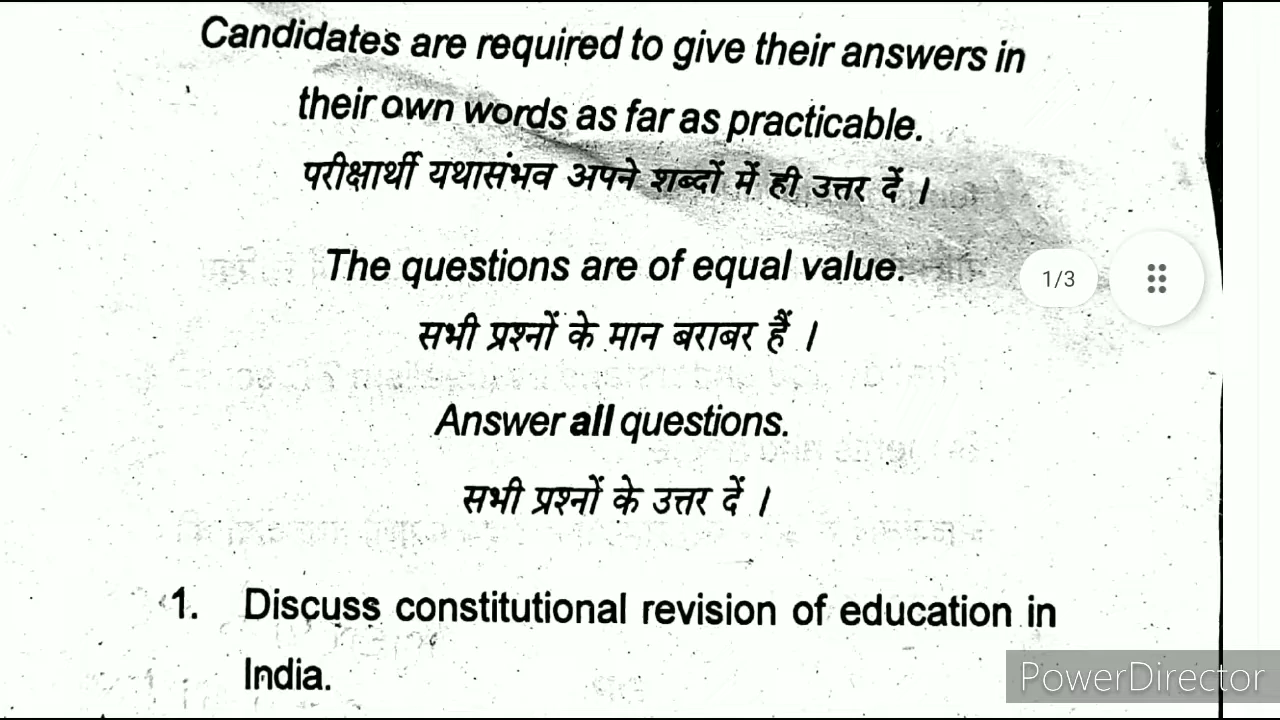 Candidates are required to give their answers in
their own words as far as practicable.
परीक्षार्थी यथासंभव अपने शब्दों में ही उत्तर दें ।
The questions are of equal value.
1/3
सभी प्रश्नों के मान बराबर हैं ।
Answer all questions.
सभी प्रश्नों के उत्तर दें ।
1. Discuss constitutional revision of education in
India.
PowerDirector